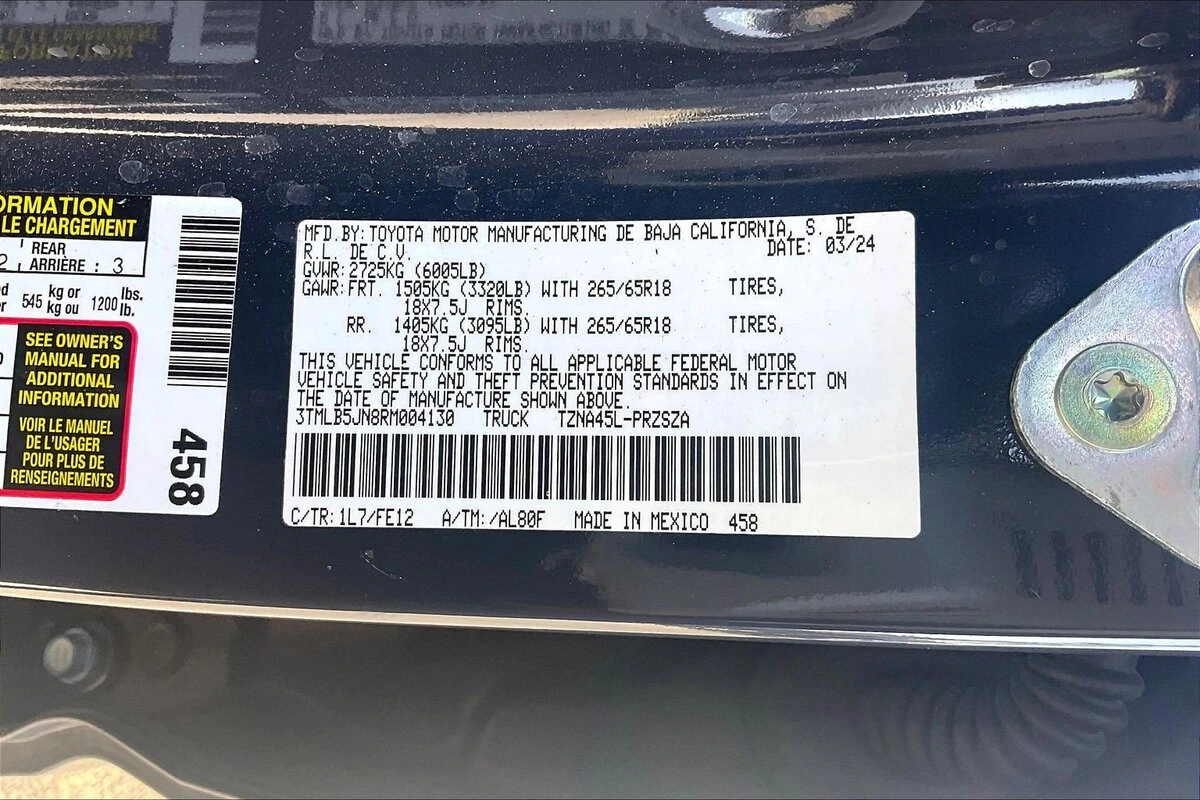 ORMATION
LE CHARGEMENT
2 REAR
ARRIÈRE : 3
545 kg or 1200 lbs.
kg ou lb.
SEE OWNER'S
MANUAL FOR
ADDITIONAL
INFORMATION
VOIR LE MANUEL
DE L'USAGER
POUR PLUS DE
RENSEIGNEMENTS
458
MFD.BY:TOYOTA MOTOR MANUFACTURING DE BAJA CALIFORNIA, S. DE
R.L. DE C.V. DATE: 03/24
GVWR:2725KG (6005LB)
GAWR:FRT. 1505KG (3320LB) WITH 265/65R18 TIRES,
18X7.5J RIMS.
RR. 1405KG (3095LB) WITH 265/65R18 TIRES,
18X7.5J RIMS.
THIS VEHICLE CONFORMS TO ALL APPLICABLE FEDERAL MOTOR
VEHICLE SAFETY AND THEFT PREVENTION STANDARDS IN EFFECT ON
THE DATE OF MANUFACTURE SHOWN ABOVE.
3TMLB5JN8RM004130 TRUCK TZNA45L-PRZSZA
C/TR:1L7/FE12 A/TM:/AL80F MADE IN MEXICO 458